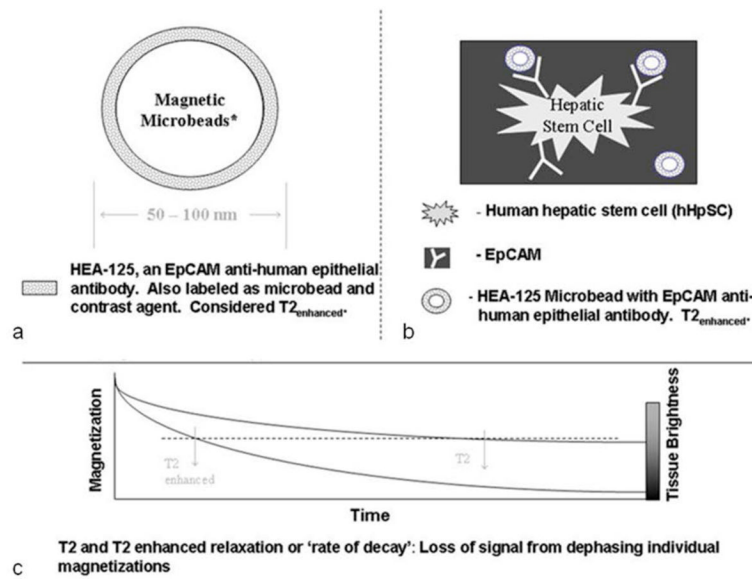 Magnetic
Microbeads*
50 – 100 nm
HEA-125, an EpCAM anti-human epithelial
antibody. Also labeled as microbead and
contrast agent. Considered T2enhanced.
a
Hepatic
Stem Cell
- Human hepatic stem cell (hHpSC)
- EpCAM
- HEA-125 Microbead with EpCAM anti-
human epithelial antibody. T2enhanced.
b
Magnetization
T2
enhanced
T2
Tissue Brightness
Time
T2 and T2 enhanced relaxation or 'rate of decay': Loss of signal from dephasing individual
magnetizations
c